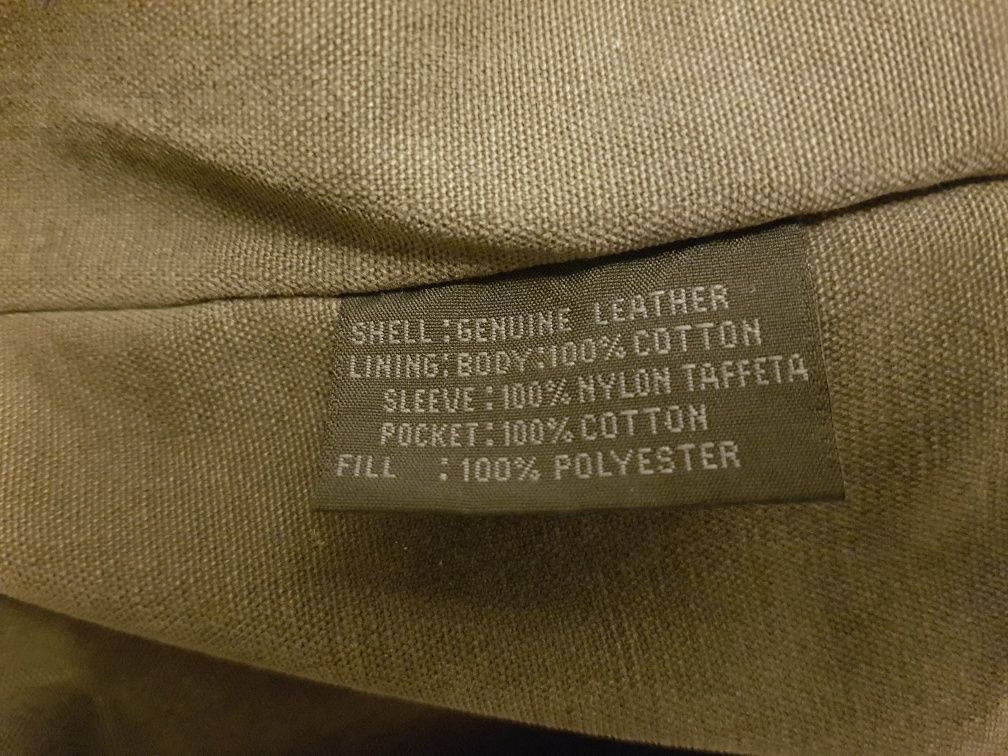 SHELL:GENUINE LEATHER
LINING:BODY:100% COTTON
SLEEVE:100% NYLON TAFFETA
POCKET:100% COTTON
FILL :100% POLYESTER